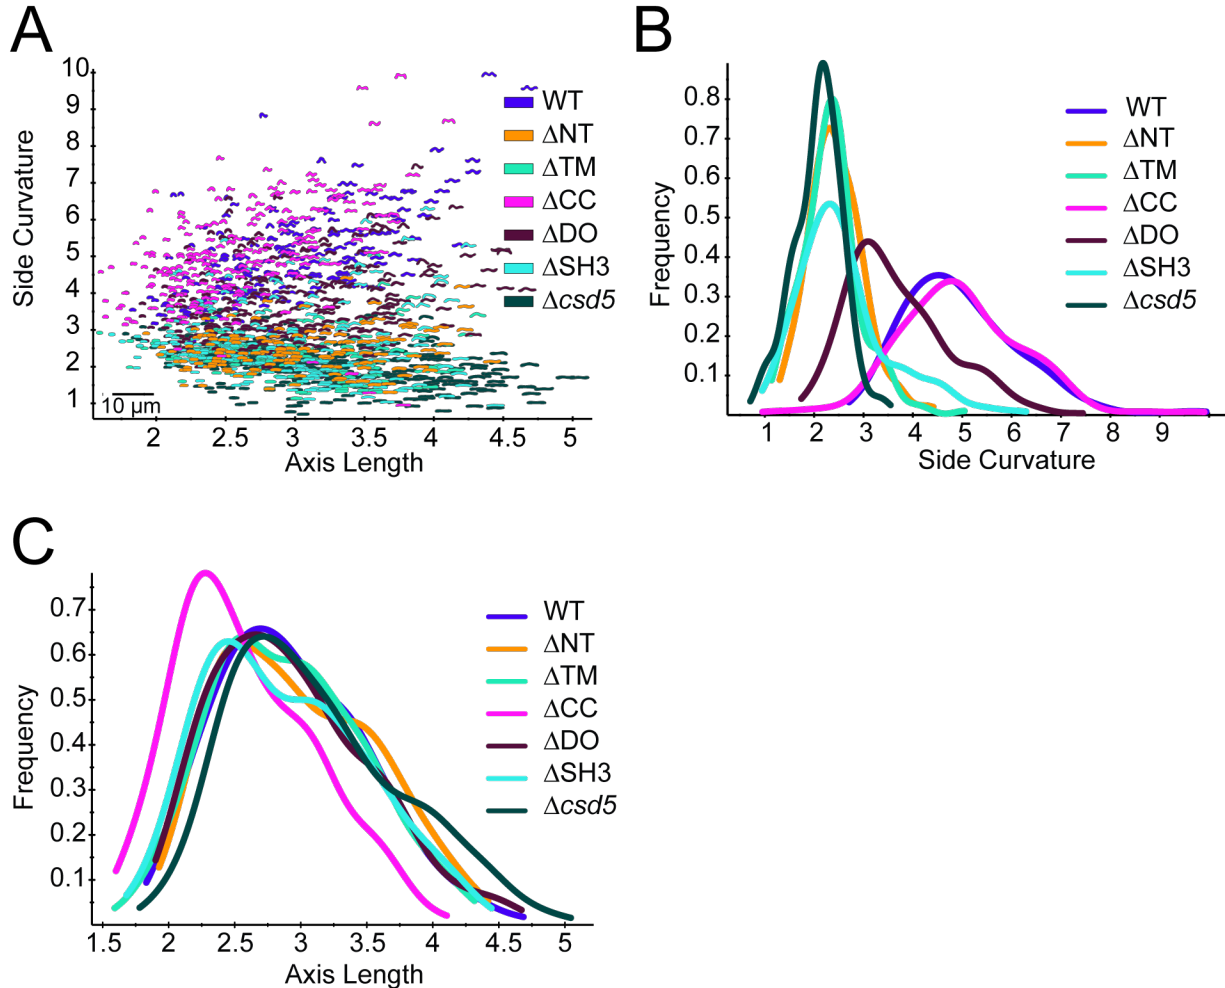 A
Side Curvature
10
9
8
7
6
5
4
3
2
1
10 µm
2 2.5 3 3.5 4 4.5 5
Axis Length
WT
ΔNT
ΔTM
ΔCC
ΔDO
ΔSH3
Δcsd5
B
Frequency
0.8
0.7
0.6
0.5
0.4
0.3
0.2
0.1
1 2 3 4 5 6 7 8 9
Side Curvature
WT
ΔNT
ΔTM
ΔCC
ΔDO
ΔSH3
Δcsd5
C
Frequency
0.7
0.6
0.5
0.4
0.3
0.2
0.1
1.5 2 2.5 3 3.5 4 4.5 5
Axis Length
WT
ΔNT
ΔTM
ΔCC
ΔDO
ΔSH3
Δcsd5